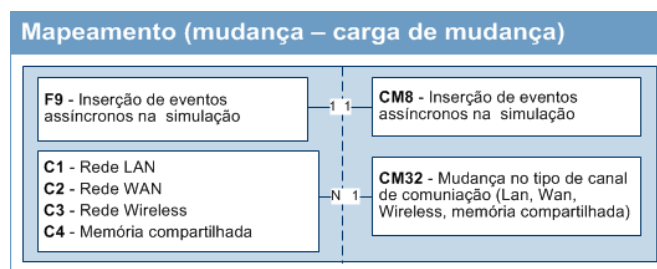 Mapeamento (mudança – carga de mudança)
F9 - Inserção de eventos
assíncronos na simulação
1 1
CM8 - Inserção de eventos
assíncronos na simulação
C1 - Rede LAN
C2 - Rede WAN
C3 - Rede Wireless
C4 - Memória compartilhada
N 1
CM32 - Mudança no tipo de canal
de comuniação (Lan, Wan,
Wireless, memória compartilhada)